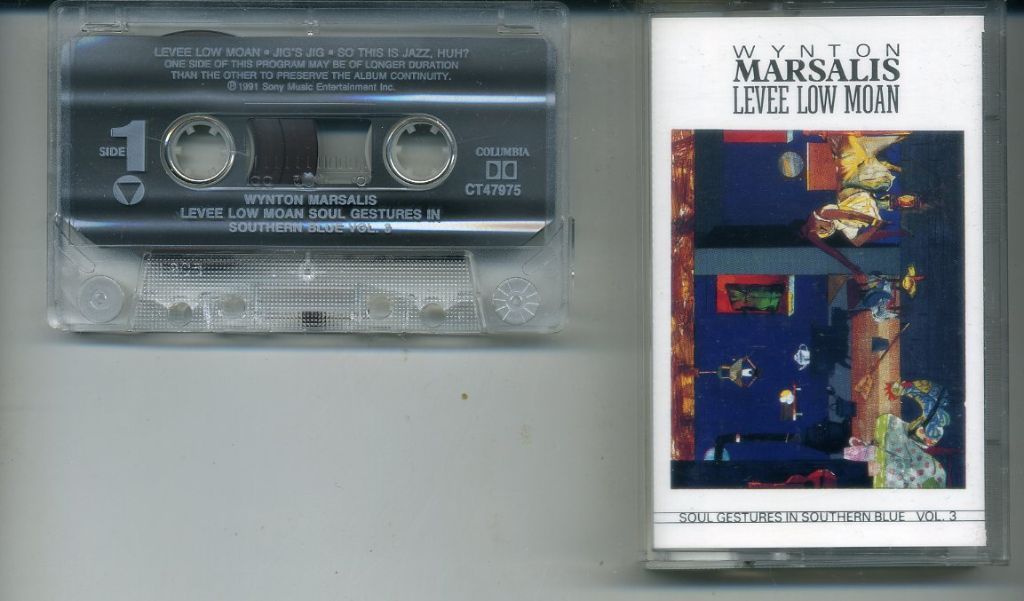 LEVEE LOW MOAN • JIG'S JIG • SO THIS IS JAZZ, HUH?
ONE SIDE OF THIS PROGRAM MAY BE OF LONGER DURATION
THAN THE OTHER TO PRESERVE THE ALBUM CONTINUITY.
℗ 1991 Sony Music Entertainment Inc.
SIDE 1
COLUMBIA
CT47975
WYNTON MARSALIS
LEVEE LOW MOAN SOUL GESTURES IN
SOUTHERN BLUE VOL. 3
WYNTON
MARSALIS
LEVEE LOW MOAN
SOUL GESTURES IN SOUTHERN BLUE VOL. 3